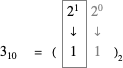 2¹ 2⁰
↓ ↓
3₁₀ = ( 1 1 )₂